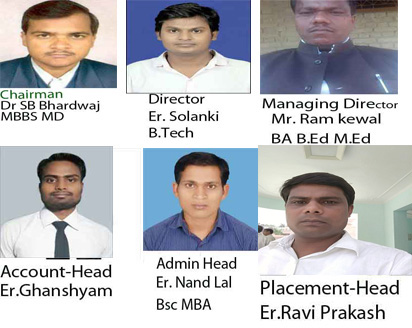 Chairman
Dr SB Bhardwaj
MBBS MD
Director
Er. Solanki
B.Tech
Managing Director
Mr. Ram kewal
BA B.Ed M.Ed
Account-Head
Er.Ghanshyam
Admin Head
Er. Nand Lal
Bsc MBA
Placement-Head
Er.Ravi Prakash